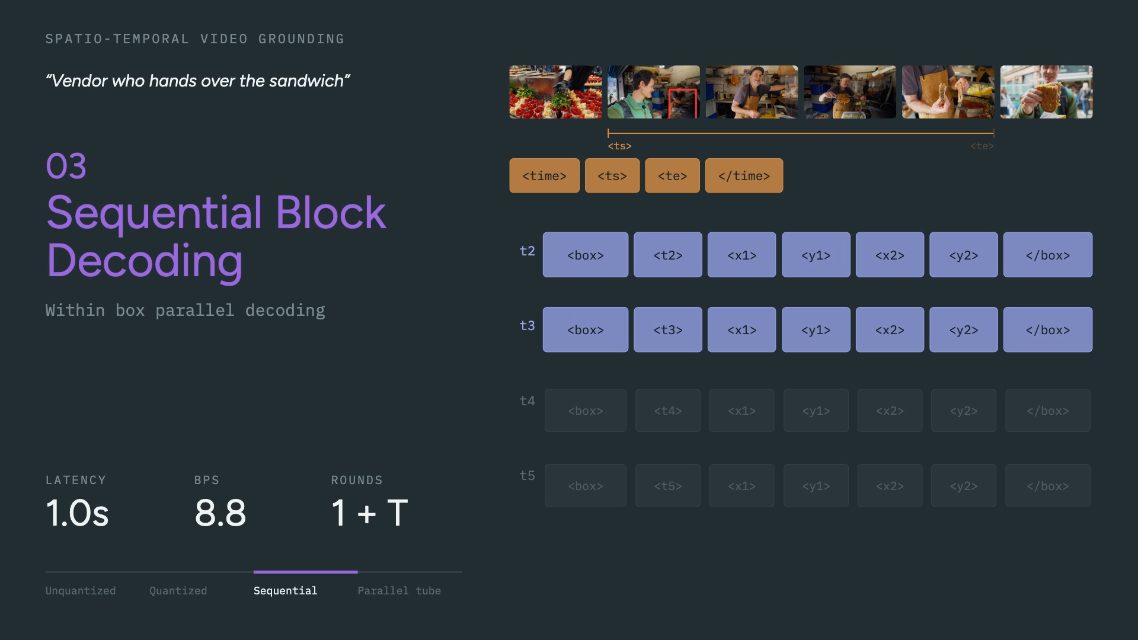 SPATIO-TEMPORAL VIDEO GROUNDING
“Vendor who hands over the sandwich”
03
Sequential Block
Decoding
Within box parallel decoding
LATENCY BPS ROUNDS
1.0s 8.8 1 + T
Unquantized Quantized Sequential Parallel tube
<ts> <te>
<time> <ts> <te> </time>
t2 <box> <t2> <x1> <y1> <x2> <y2> </box>
t3 <box> <t3> <x1> <y1> <x2> <y2> </box>
t4 <box> <t4> <x1> <y1> <x2> <y2> </box>
t5 <box> <t5> <x1> <y1> <x2> <y2> </box>